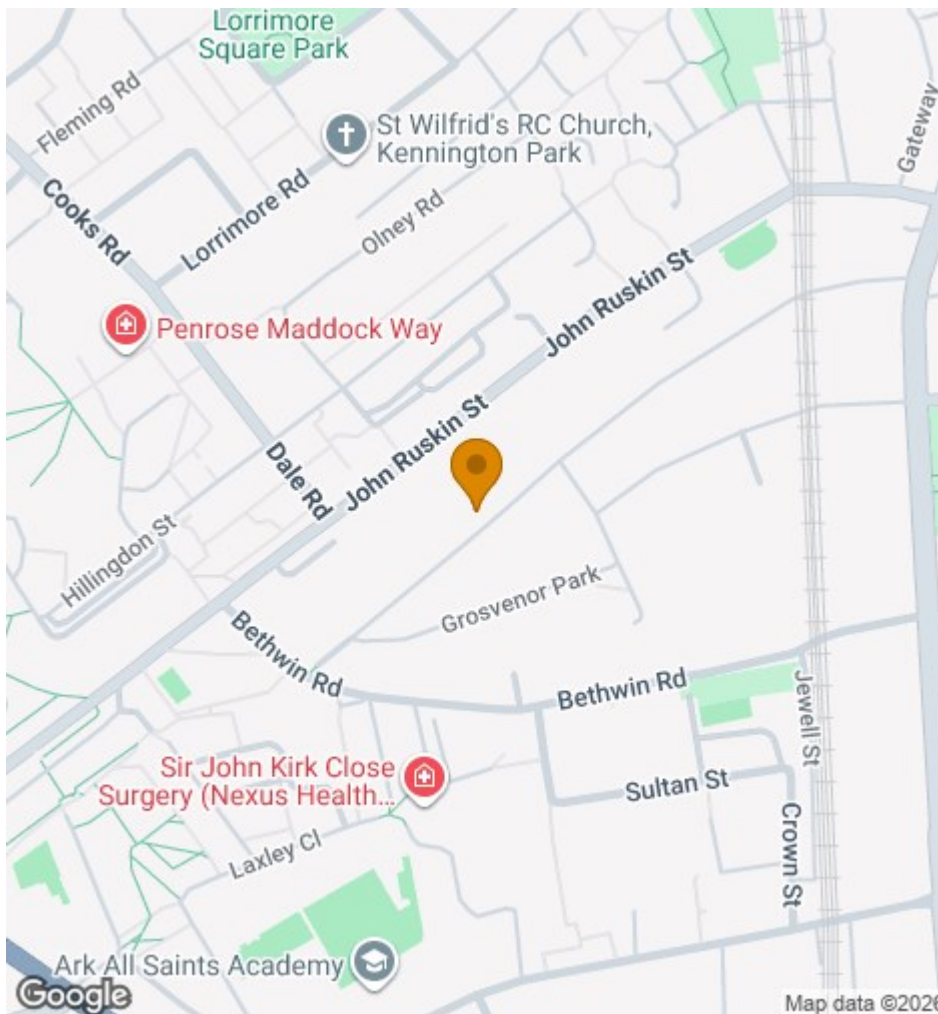 Lorrimore
Square Park
Fleming Rd
St Wilfrid's RC Church,
Kennington Park
Gateway
Cooks Rd
Lorrimore Rd
Olney Rd
John Ruskin St
Penrose Maddock Way
John Ruskin St
Dale Rd
Hillingdon St
Grosvenor Park
Bethwin Rd
Bethwin Rd
Jewell St
Sir John Kirk Close
Surgery (Nexus Health...
Sultan St
Crown St
Laxley Cl
Ark All Saints Academy
Google
Map data ©2026